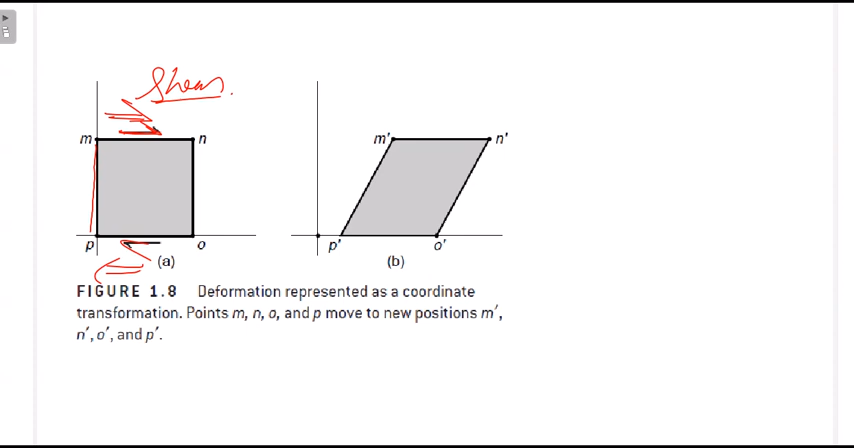 Shear.
m n
p o
(a)
m′ n′
p′ o′
(b)
FIGURE 1.8 Deformation represented as a coordinate
transformation. Points m, n, o, and p move to new positions m′,
n′, o′, and p′.